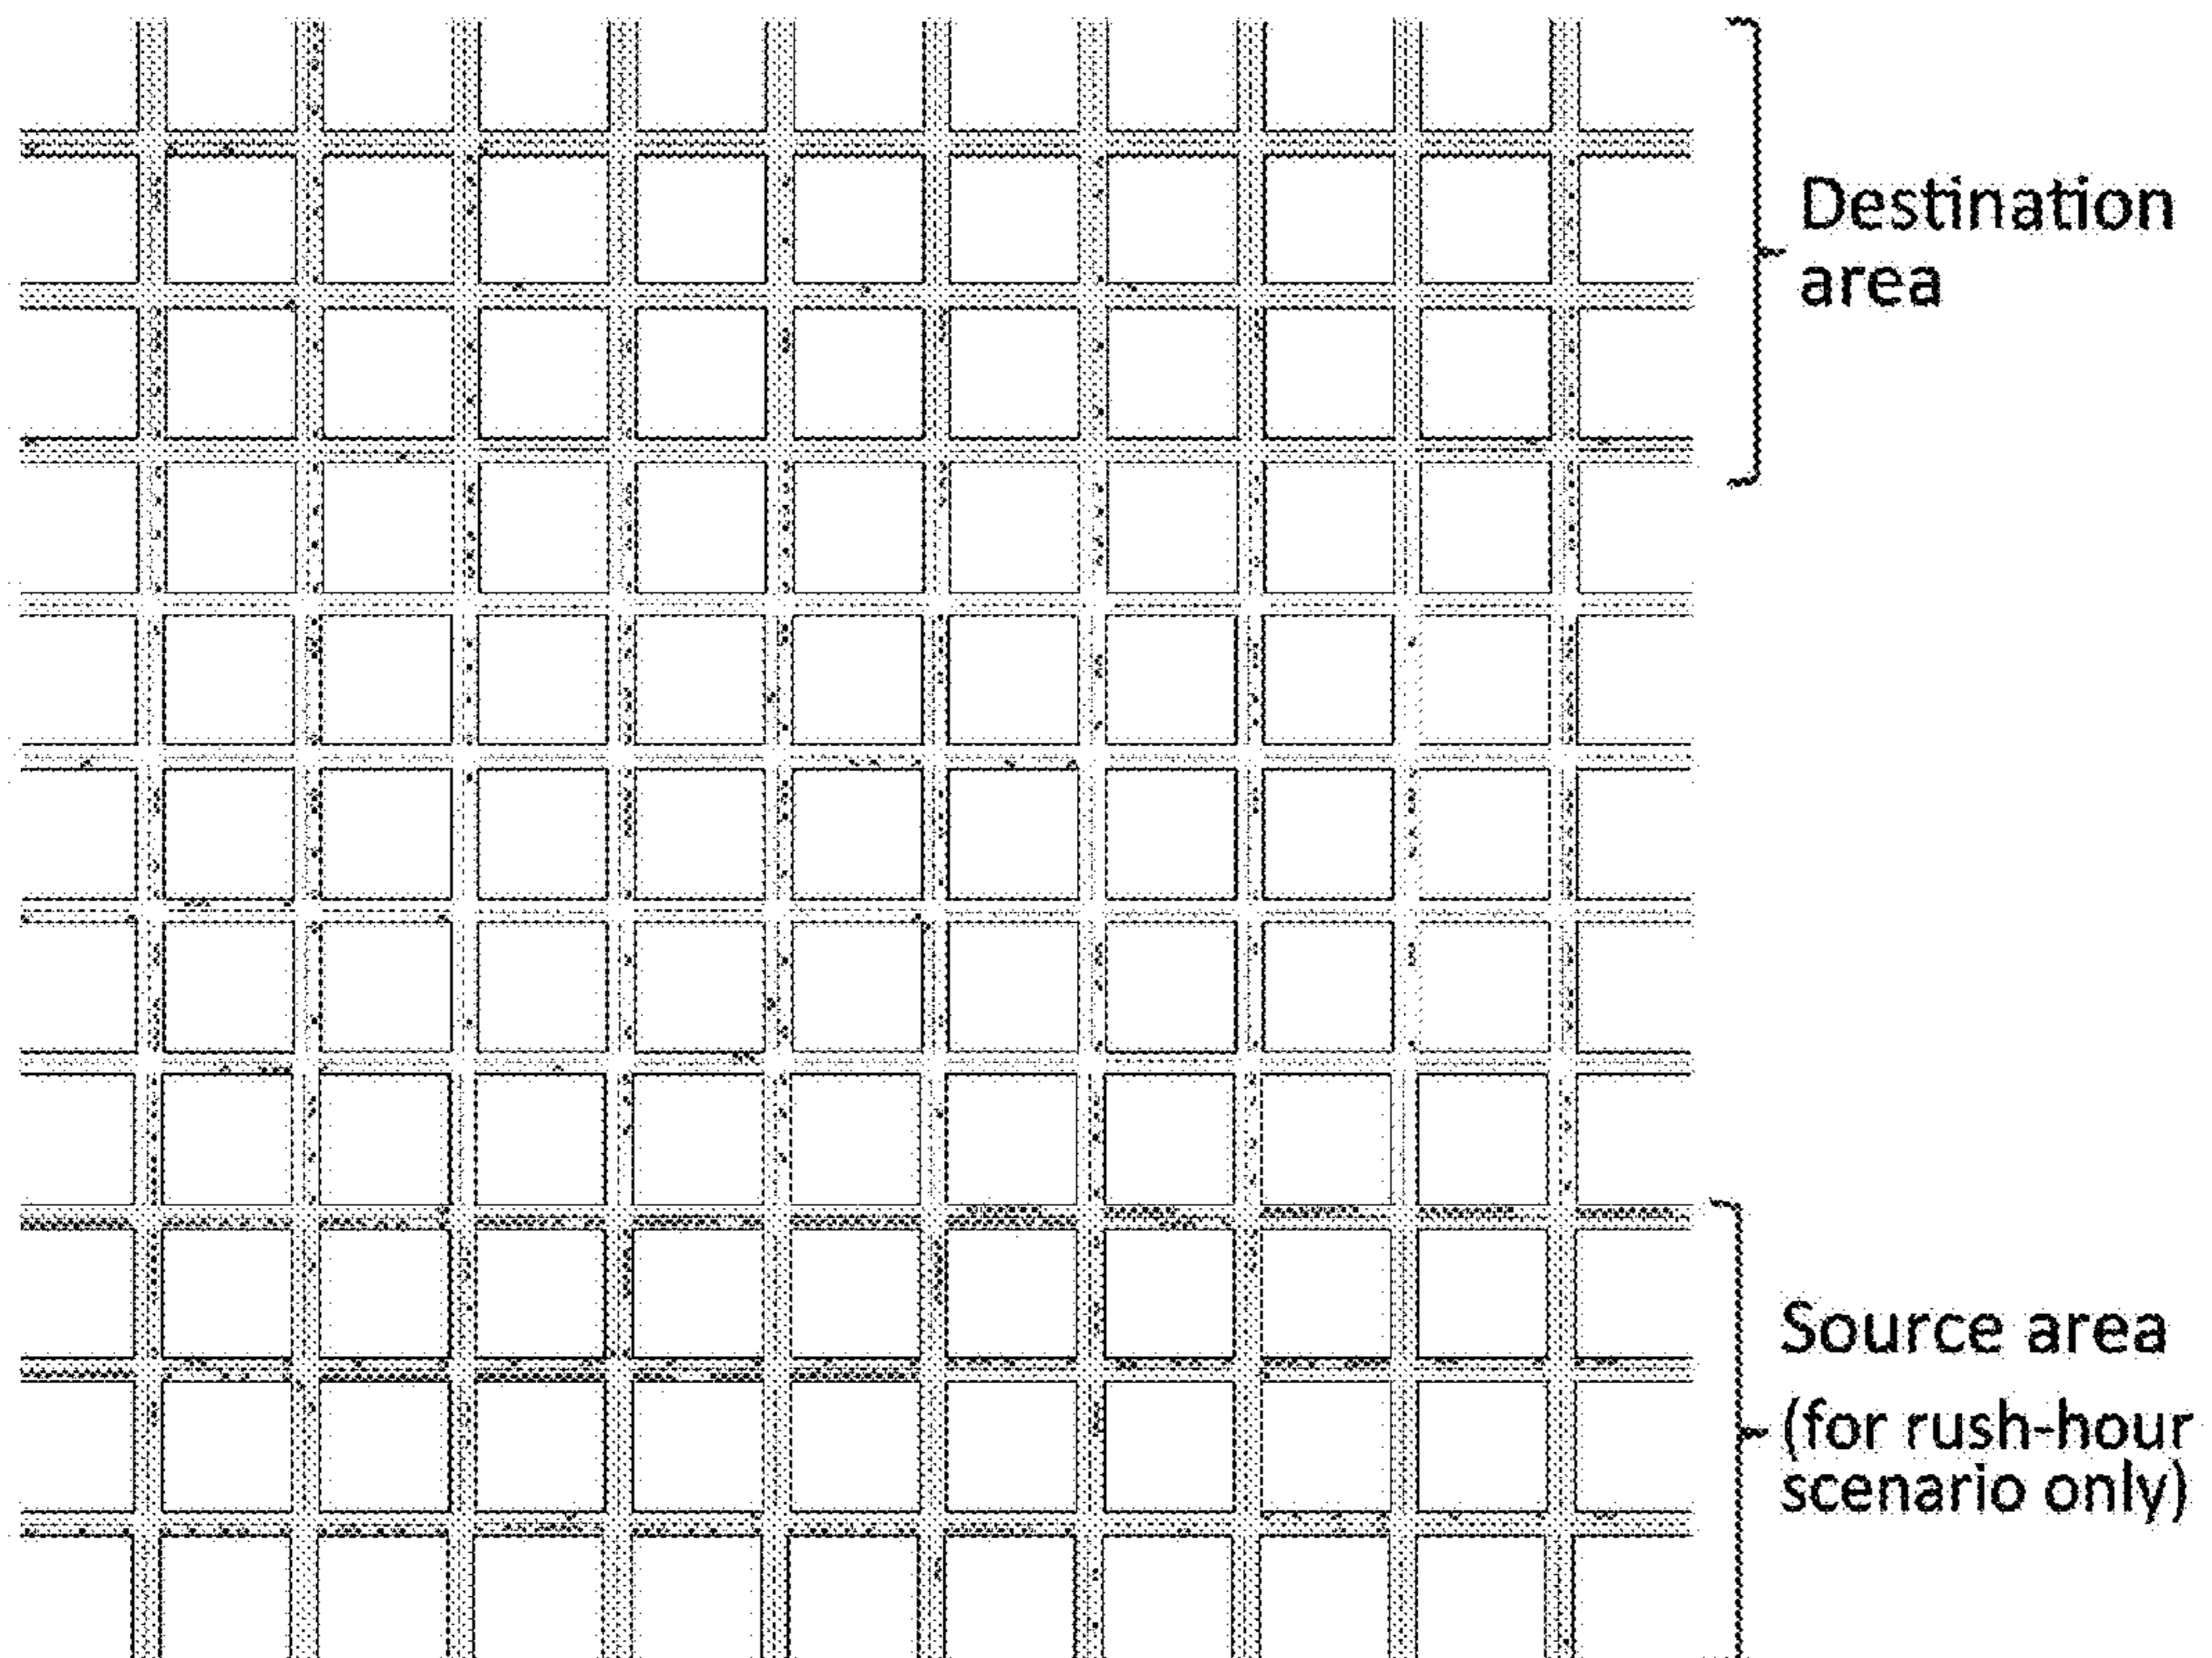 Destination
area
Source area
(for rush-hour
scenario only)